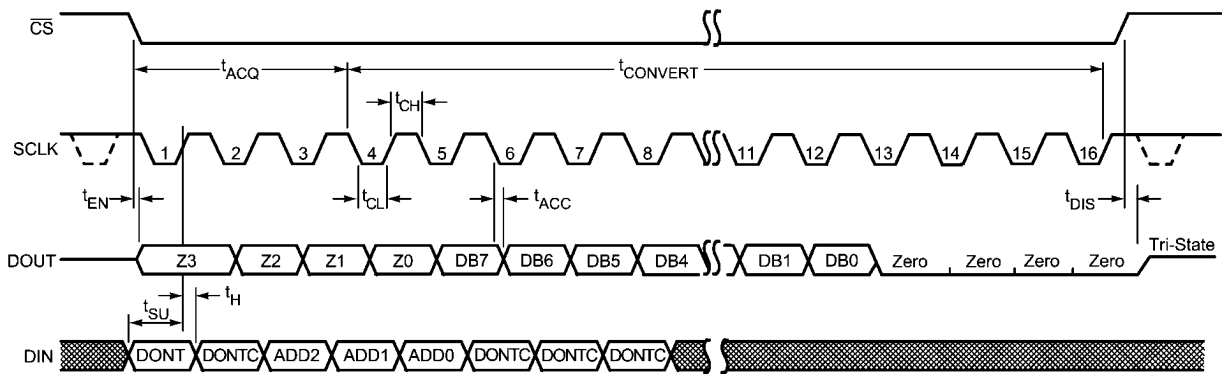 CS
tACQ
tCONVERT
tCH
SCLK
1 2 3 4 5 6 7 8 11 12 13 14 15 16
tEN
tCL
tACC
tDIS
Tri-State
DOUT
Z3 Z2 Z1 Z0 DB7 DB6 DB5 DB4 DB1 DB0 Zero Zero Zero Zero
tSU
tH
DIN
DONT DONTC ADD2 ADD1 ADD0 DONTC DONTC DONTC